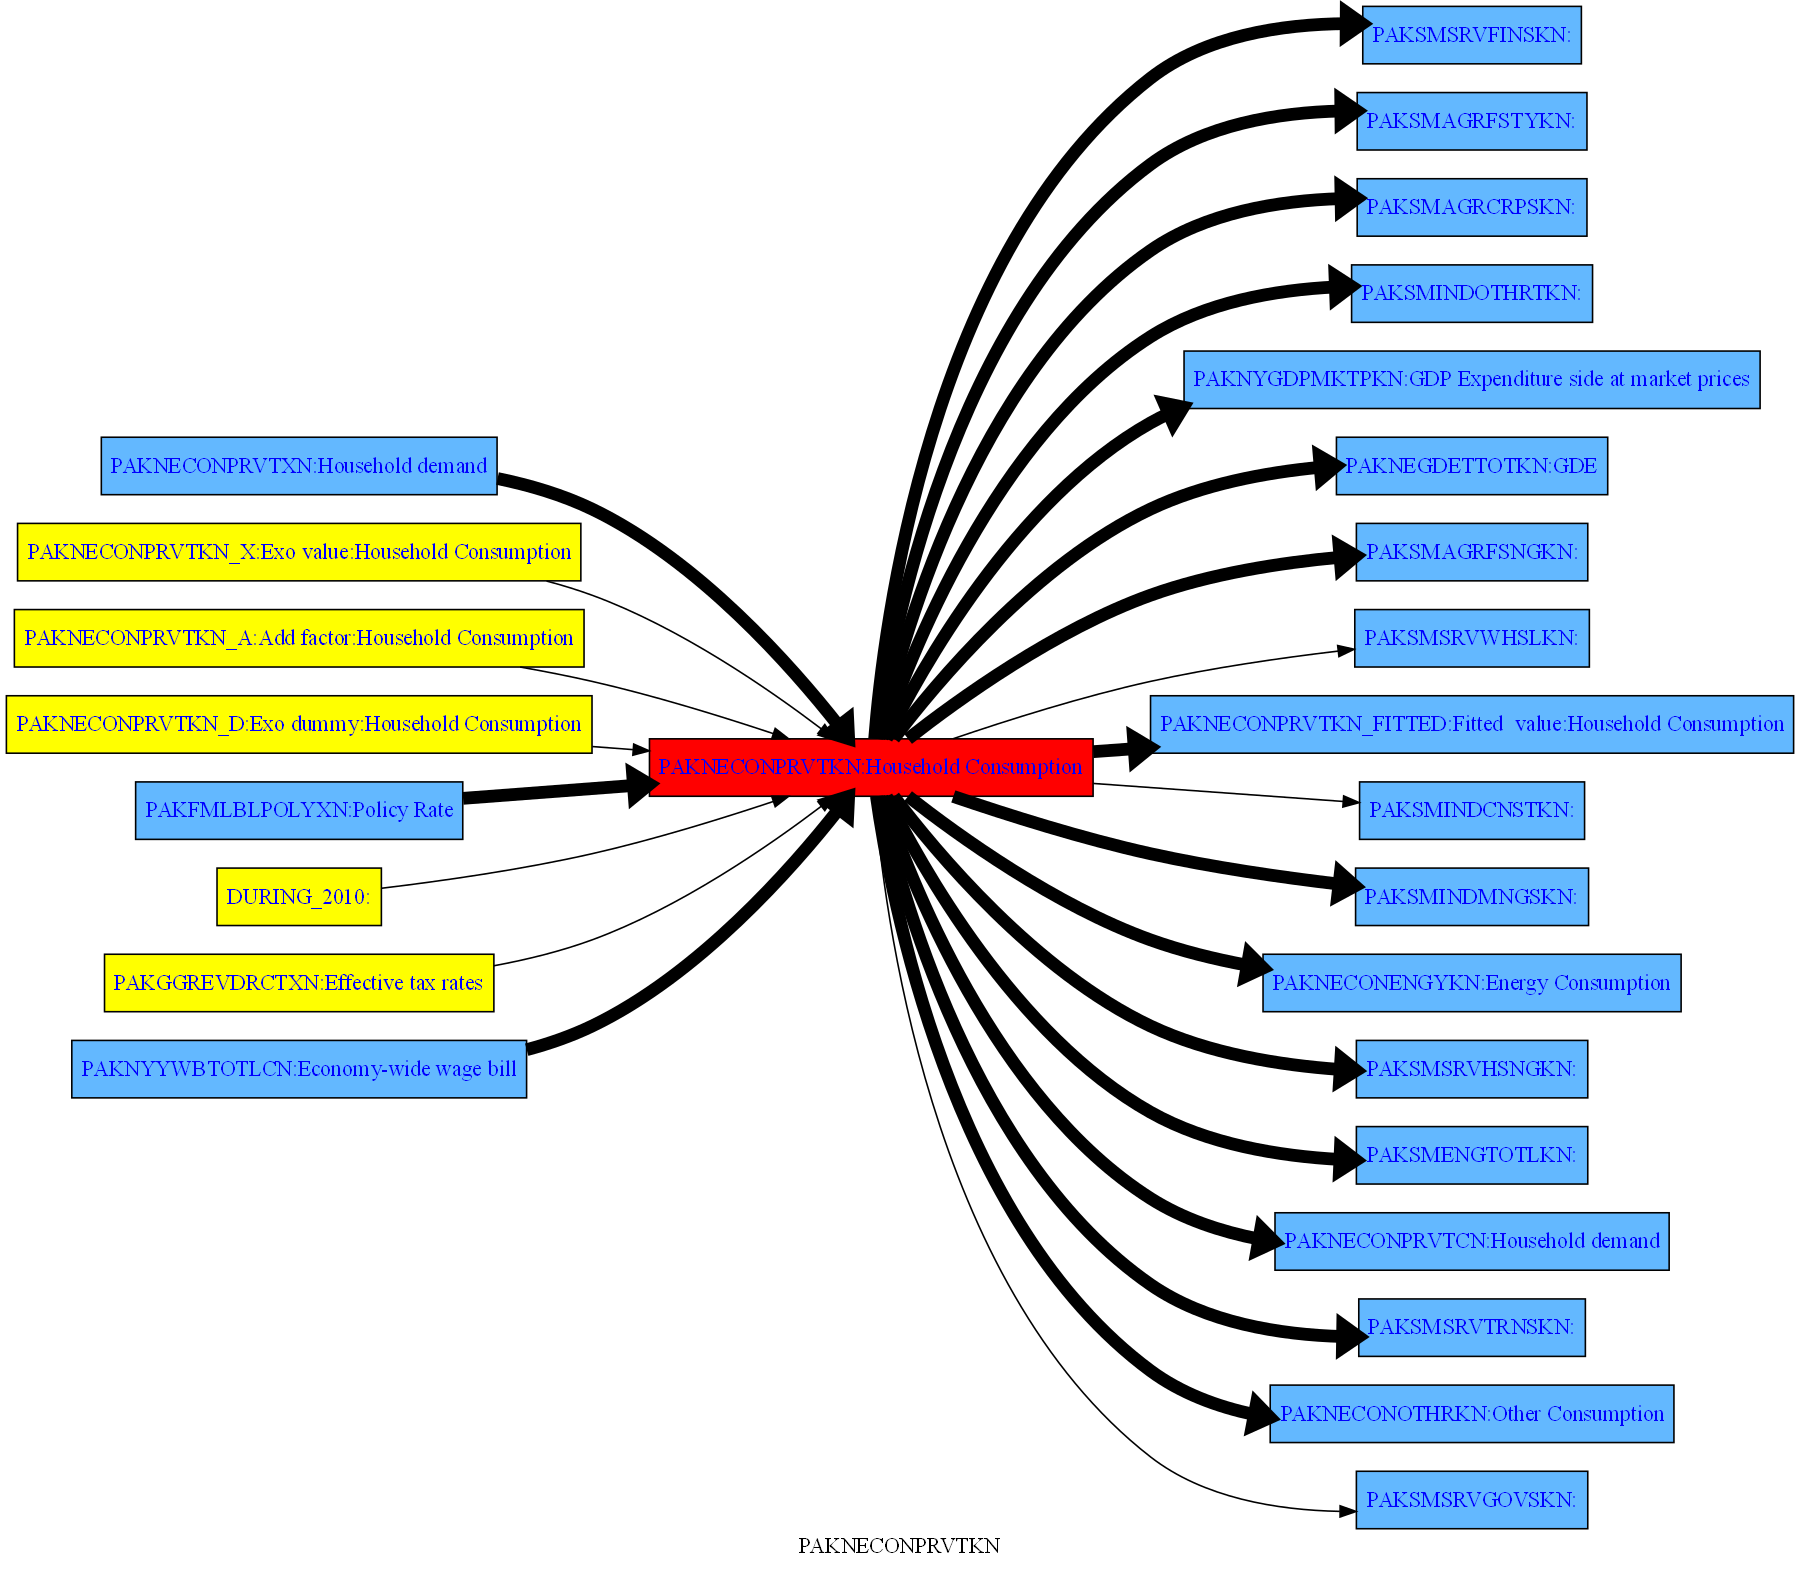 PAKNECONPRVTXN:Household demand
PAKNECONPRVTKN_X:Exo value:Household Consumption
PAKNECONPRVTKN_A:Add factor:Household Consumption
PAKNECONPRVTKN_D:Exo dummy:Household Consumption
PAKFMLBLPOLYXN:Policy Rate
DURING_2010:
PAKGGREVDRCTXN:Effective tax rates
PAKNYYWBTOTLCN:Economy-wide wage bill
PAKNECONPRVTKN:Household Consumption
PAKSMSRVFINSKN:
PAKSMAGRFSTYKN:
PAKSMAGRCRPSKN:
PAKSMINDOTHRTKN:
PAKNYGDPMKTPKN:GDP Expenditure side at market prices
PAKNEGDETTOTKN:GDE
PAKSMAGRFSNGKN:
PAKSMSRVWHSLKN:
PAKNECONPRVTKN_FITTED:Fitted  value:Household Consumption
PAKSMINDCNSTKN:
PAKSMINDMNGSKN:
PAKNECONENGYKN:Energy Consumption
PAKSMSRVHSNGKN:
PAKSMENGTOTLKN:
PAKNECONPRVTCN:Household demand
PAKSMSRVTRNSKN:
PAKNECONOTHRKN:Other Consumption
PAKSMSRVGOVSKN:
PAKNECONPRVTKN